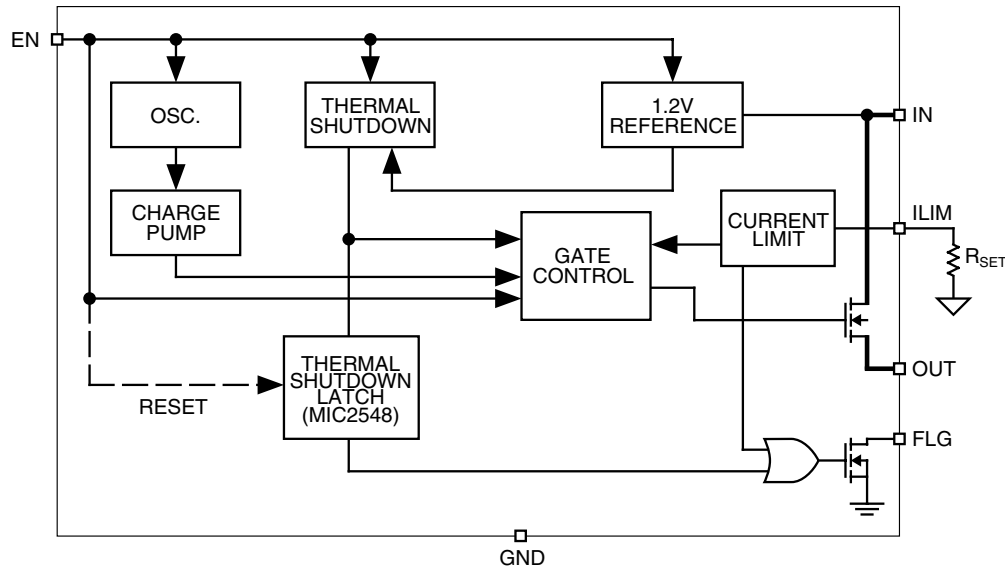 EN
OSC.
THERMAL
SHUTDOWN
1.2V
REFERENCE
IN
CHARGE
PUMP
GATE
CONTROL
CURRENT
LIMIT
ILIM
RSET
THERMAL
SHUTDOWN
LATCH
(MIC2548)
RESET
OUT
FLG
GND